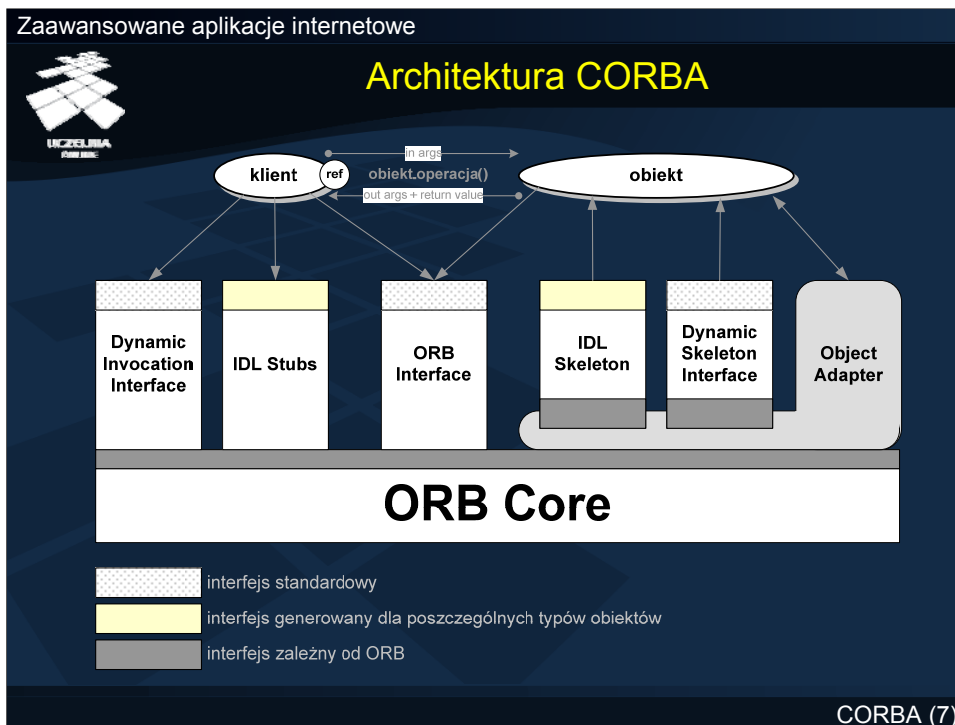 Zaawansowane aplikacje internetowe
Architektura CORBA
UCZELNIA
ONLINE
klient
ref
in args
obiekt.operacja()
out args + return value
obiekt
Dynamic
Invocation
Interface
IDL Stubs
ORB
Interface
IDL
Skeleton
Dynamic
Skeleton
Interface
Object
Adapter
ORB Core
interfejs standardowy
interfejs generowany dla poszczególnych typów obiektów
interfejs zależny od ORB
CORBA (7)